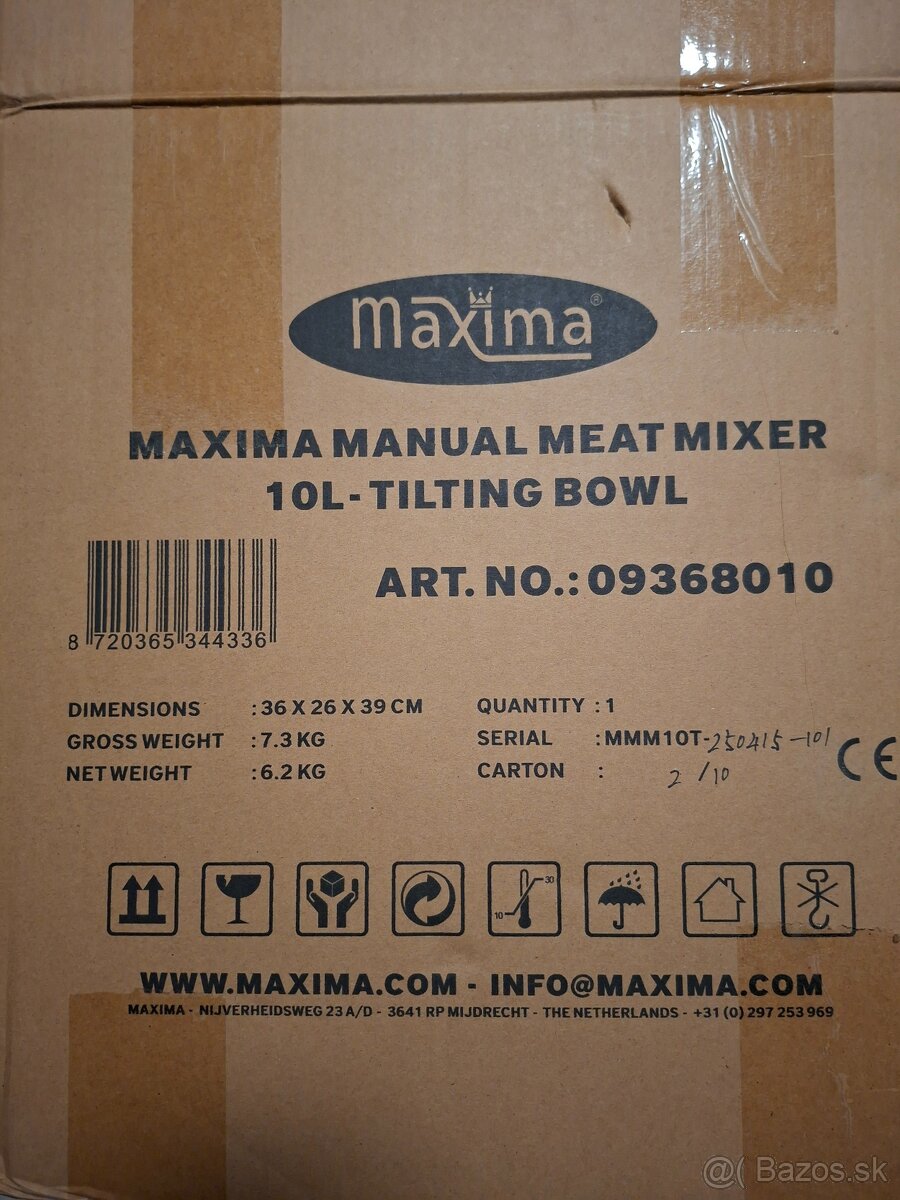 maxima®
MAXIMA MANUAL MEAT MIXER
10L - TILTING BOWL
ART. NO.: 09368010
8 720365 344336
DIMENSIONS : 36 X 26 X 39 CM
GROSS WEIGHT : 7.3 KG
NET WEIGHT : 6.2 KG
QUANTITY : 1
SERIAL : MMM10T-250415-101
CARTON : 2/10
CE
10 30
WWW.MAXIMA.COM - INFO@MAXIMA.COM
MAXIMA - NIJVERHEIDSWEG 23 A/D - 3641 RP MIJDRECHT - THE NETHERLANDS - +31 (0) 297 253 969
@( Bazos.sk